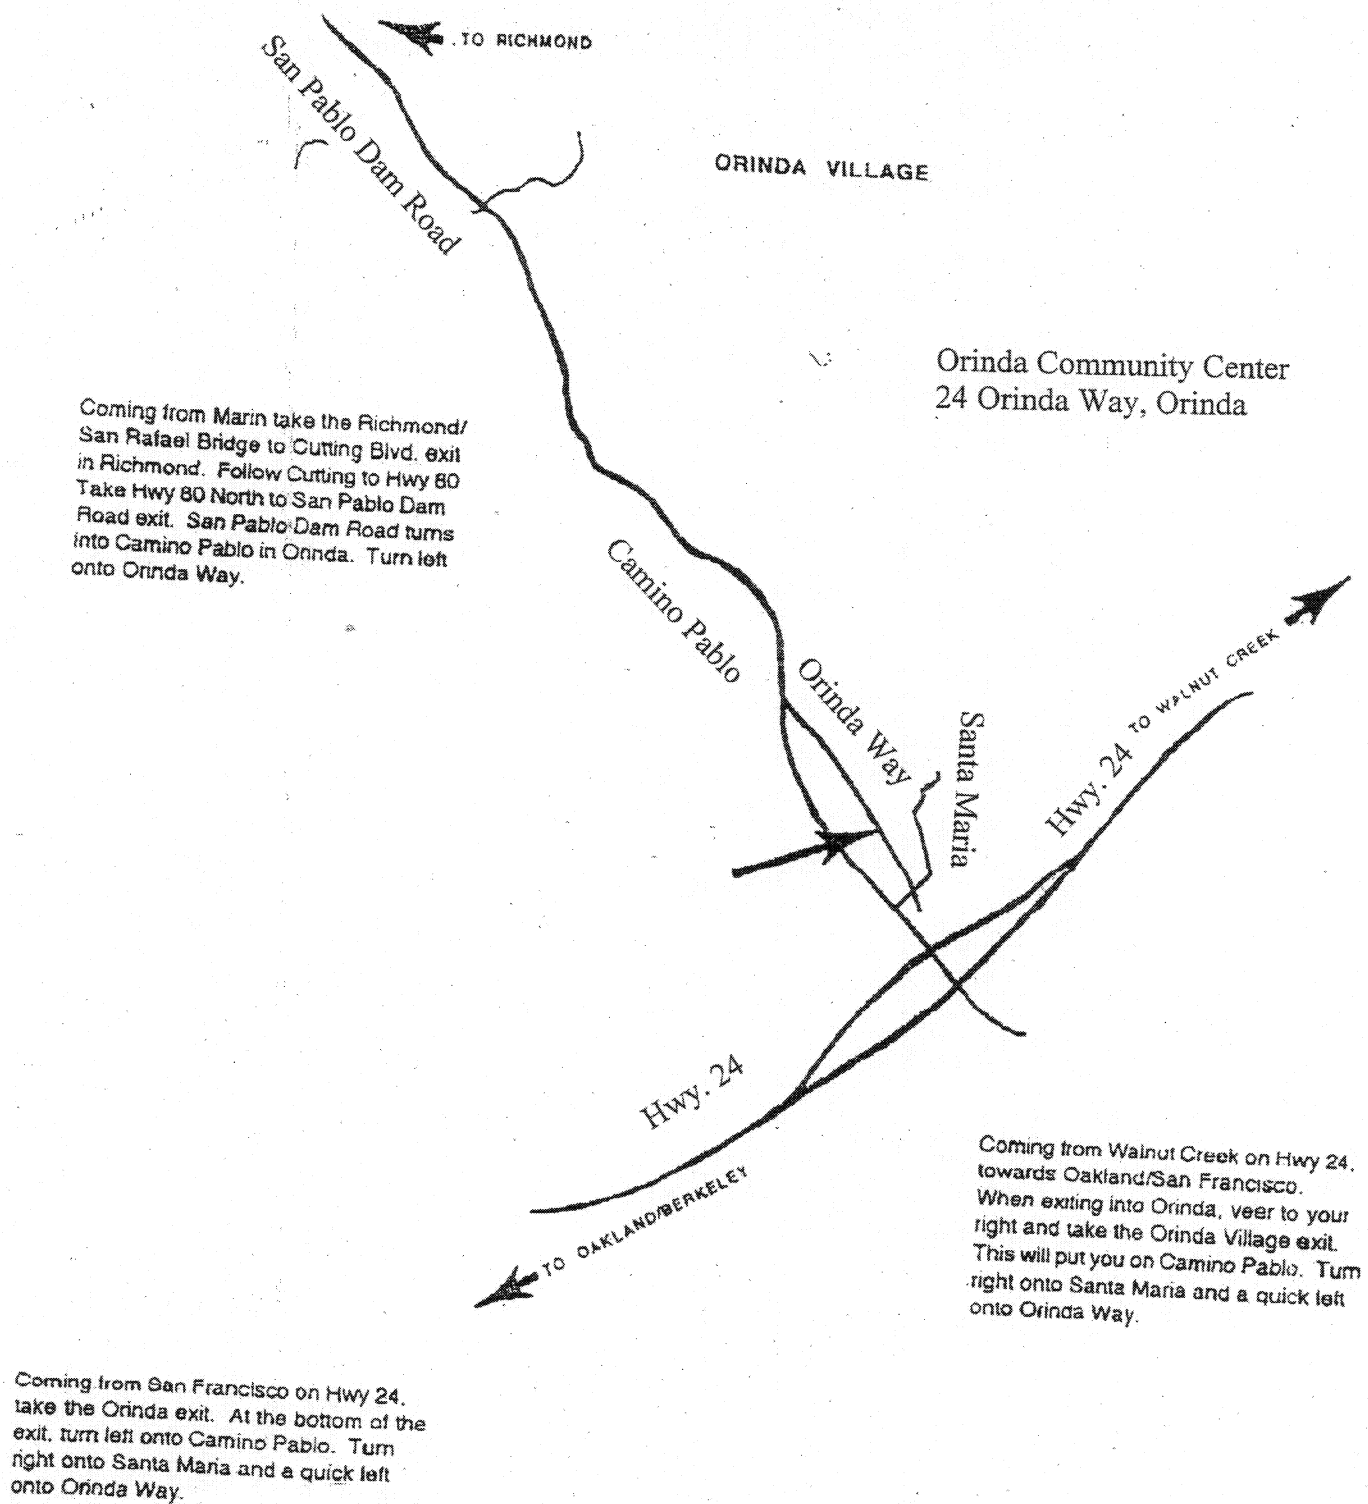 TO RICHMOND
San Pablo Dam Road
ORINDA VILLAGE
Orinda Community Center
24 Orinda Way, Orinda
Coming from Marin take the Richmond/
San Rafael Bridge to Cutting Blvd. exit
in Richmond. Follow Cutting to Hwy 80
Take Hwy 80 North to San Pablo Dam
Road exit. San Pablo Dam Road turns
into Camino Pablo in Orinda. Turn left
onto Orinda Way.
Camino Pablo
Orinda Way
Santa Maria
Hwy. 24
TO WALNUT CREEK
Hwy. 24
TO OAKLAND/BERKELEY
Coming from Walnut Creek on Hwy 24,
towards Oakland/San Francisco.
When exiting into Orinda, veer to your
right and take the Orinda Village exit.
This will put you on Camino Pablo. Turn
right onto Santa Maria and a quick left
onto Orinda Way.
Coming from San Francisco on Hwy 24,
take the Orinda exit. At the bottom of the
exit, turn left onto Camino Pablo. Turn
right onto Santa Maria and a quick left
onto Orinda Way.